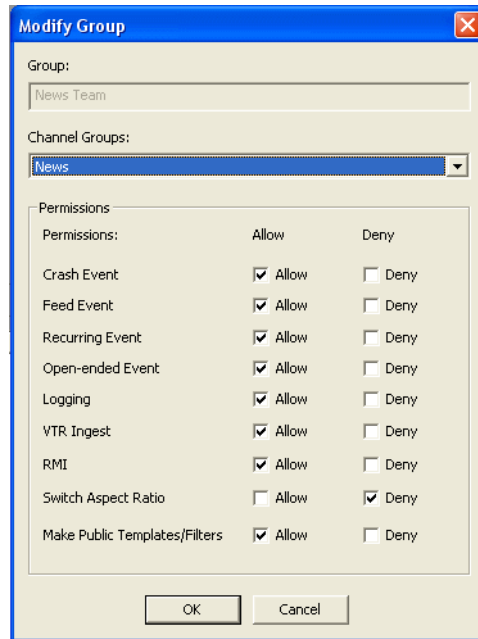 Modify Group
Group:
News Team
Channel Groups:
News
Permissions
Permissions: Allow Deny
Crash Event Allow Deny
Feed Event Allow Deny
Recurring Event Allow Deny
Open-ended Event Allow Deny
Logging Allow Deny
VTR Ingest Allow Deny
RMI Allow Deny
Switch Aspect Ratio Allow Deny
Make Public Templates/Filters Allow Deny
OK Cancel